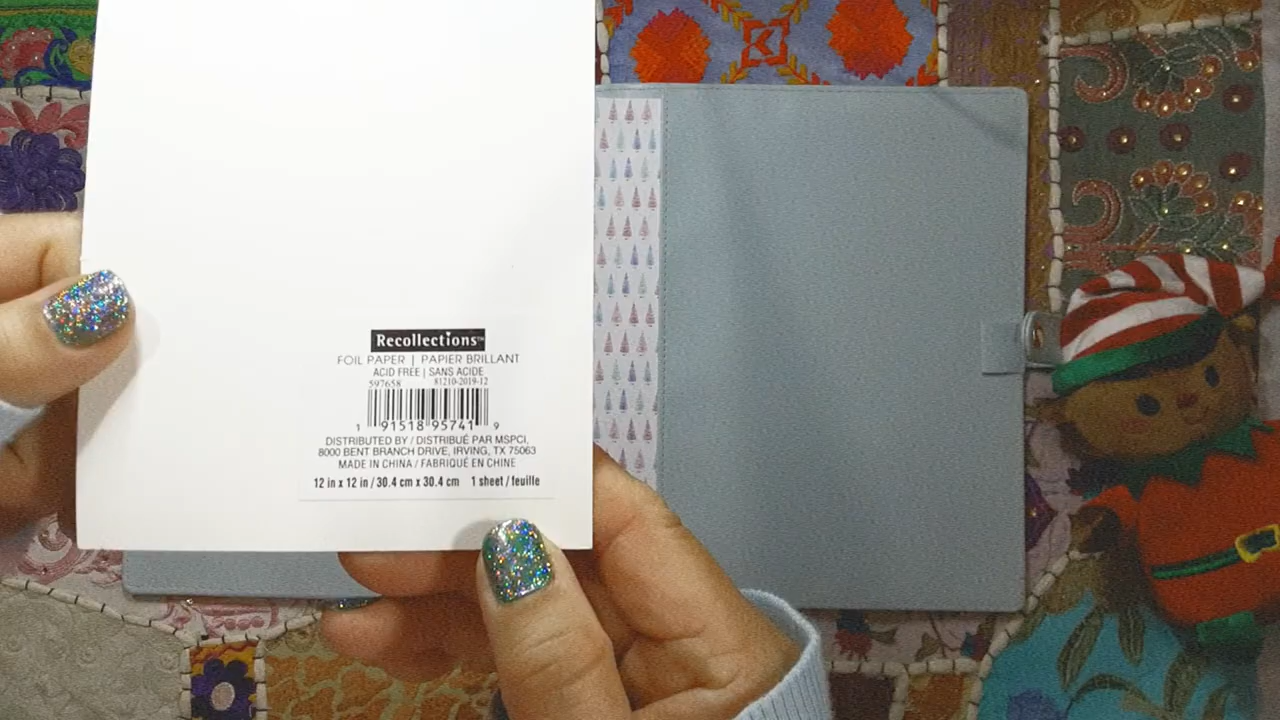 Recollections™
FOIL PAPER | PAPIER BRILLANT
ACID FREE | SANS ACIDE
597658 81210-2019-12
1 91518 95741 9
DISTRIBUTED BY / DISTRIBUÉ PAR MSPCI,
8000 BENT BRANCH DRIVE, IRVING, TX 75063
MADE IN CHINA / FABRIQUÉ EN CHINE
12 in x 12 in / 30.4 cm x 30.4 cm 1 sheet / feuille